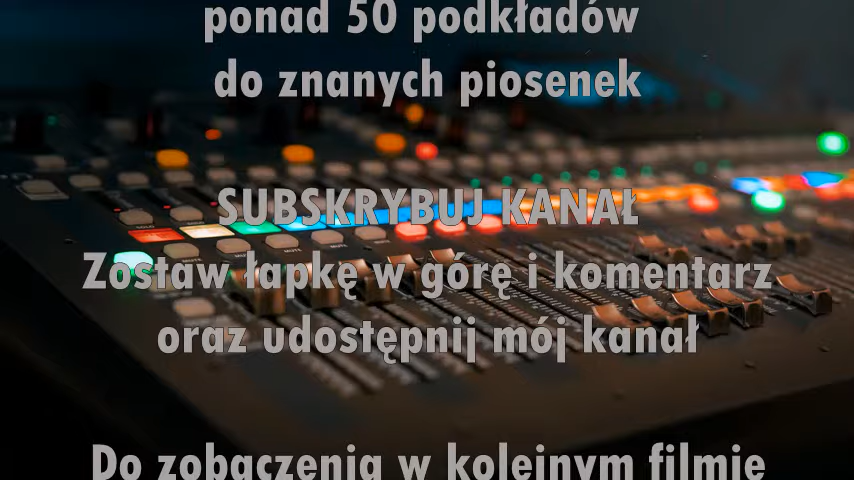 ponad 50 podkładów
do znanych piosenek
SUBSKRYBUJ KANAŁ
Zostaw łapkę w górę i komentarz
oraz udostępnij mój kanał
Do zobaczenia w kolejnym filmie